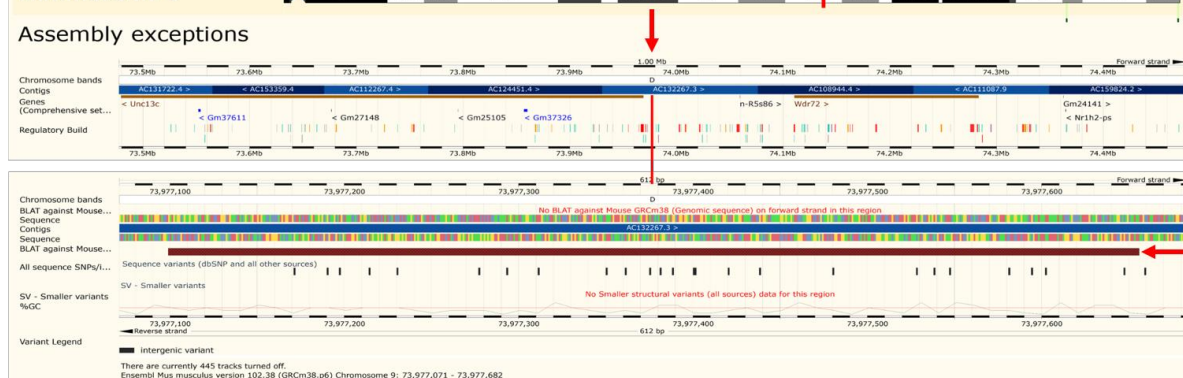 Assembly exceptions
1.00 Mb Forward strand
73.5Mb 73.6Mb 73.7Mb 73.8Mb 73.9Mb 74.0Mb 74.1Mb 74.2Mb 74.3Mb 74.4Mb
Chromosome bands D
Contigs AC131722.4 > < AC153359.4 AC112267.4 > AC124451.4 > AC132267.3 > AC108944.4 > < AC111087.9 AC159824.2 >
Genes < Unc13c n-R5s86 > Wdr72 > Gm24141 >
(Comprehensive set... < Gm37611 < Gm27148 < Gm25105 < Gm37326 < Nr1h2-ps
Regulatory Build
73.5Mb 73.6Mb 73.7Mb 73.8Mb 73.9Mb 74.0Mb 74.1Mb 74.2Mb 74.3Mb 74.4Mb
612 bp Forward strand
73,977,100 73,977,200 73,977,300 73,977,400 73,977,500 73,977,600
Chromosome bands D
BLAT against Mouse... No BLAT against Mouse GRCm38 (Genomic sequence) on forward strand in this region
Sequence
Contigs AC132267.3 >
Sequence
BLAT against Mouse...
All sequence SNPs/i... Sequence variants (dbSNP and all other sources)
SV - Smaller variants
SV - Smaller variants No Smaller structural variants (all sources) data for this region
%GC
73,977,100 73,977,200 73,977,300 73,977,400 73,977,500 73,977,600
Reverse strand 612 bp
Variant Legend
intergenic variant
There are currently 445 tracks turned off.
Ensembl Mus musculus version 102.38 (GRCm38.p6) Chromosome 9: 73,977,071 - 73,977,682